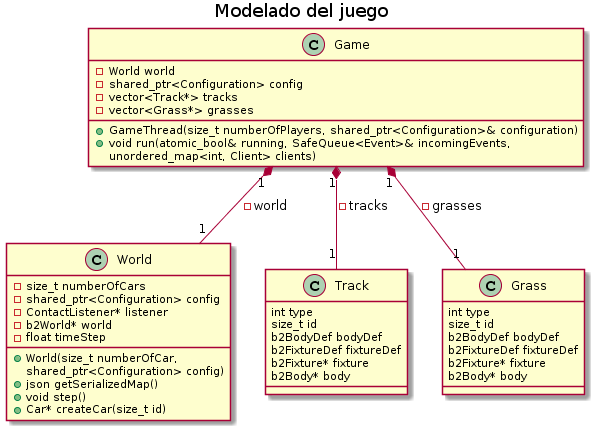 Modelado del juego
C Game
World world
shared_ptr<Configuration> config
vector<Track*> tracks
vector<Grass*> grasses
GameThread(size_t numberOfPlayers, shared_ptr<Configuration>& configuration)
void run(atomic_bool& running, SafeQueue<Event>& incomingEvents,
unordered_map<int, Client> clients)
1 1 1
world tracks grasses
1 1 1
C World
size_t numberOfCars
shared_ptr<Configuration> config
ContactListener* listener
b2World* world
float timeStep
World(size_t numberOfCar,
shared_ptr<Configuration> config)
json getSerializedMap()
void step()
Car* createCar(size_t id)
C Track
int type
size_t id
b2BodyDef bodyDef
b2FixtureDef fixtureDef
b2Fixture* fixture
b2Body* body
C Grass
int type
size_t id
b2BodyDef bodyDef
b2FixtureDef fixtureDef
b2Fixture* fixture
b2Body* body